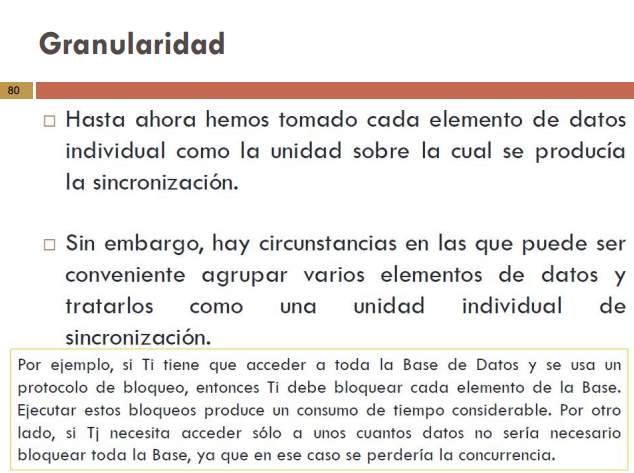 Granularidad
80
Hasta ahora hemos tomado cada elemento de datos
individual como la unidad sobre la cual se producía
la sincronización.
Sin embargo, hay circunstancias en las que puede ser
conveniente agrupar varios elementos de datos y
tratarlos como una unidad individual de
sincronización.
Por ejemplo, si Ti tiene que acceder a toda la Base de Datos y se usa un
protocolo de bloqueo, entonces Ti debe bloquear cada elemento de la Base.
Ejecutar estos bloqueos produce un consumo de tiempo considerable. Por otro
lado, si Tj necesita acceder sólo a unos cuantos datos no sería necesario
bloquear toda la Base, ya que en ese caso se perdería la concurrencia.